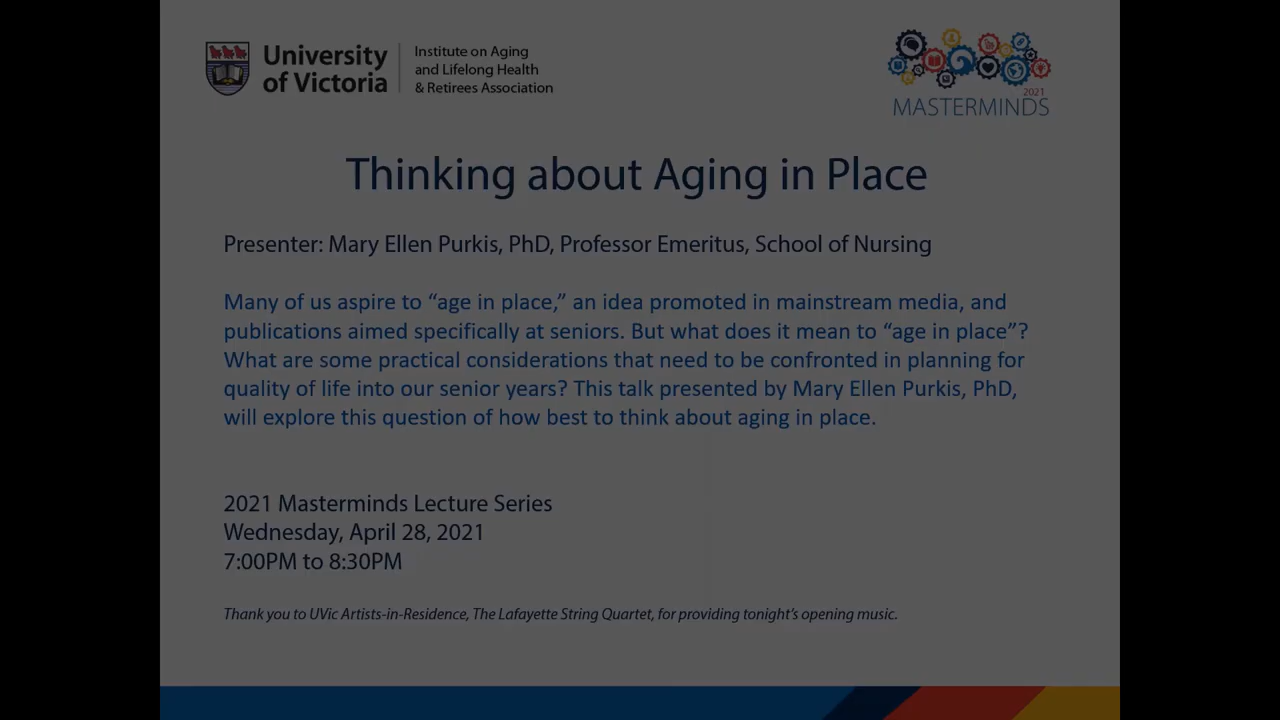 University
of Victoria
Institute on Aging
and Lifelong Health
& Retirees Association
2021
MASTERMINDS
Thinking about Aging in Place
Presenter: Mary Ellen Purkis, PhD, Professor Emeritus, School of Nursing
Many of us aspire to “age in place,” an idea promoted in mainstream media, and
publications aimed specifically at seniors. But what does it mean to “age in place”?
What are some practical considerations that need to be confronted in planning for
quality of life into our senior years? This talk presented by Mary Ellen Purkis, PhD,
will explore this question of how best to think about aging in place.
2021 Masterminds Lecture Series
Wednesday, April 28, 2021
7:00PM to 8:30PM
Thank you to UVic Artists-in-Residence, The Lafayette String Quartet, for providing tonight’s opening music.